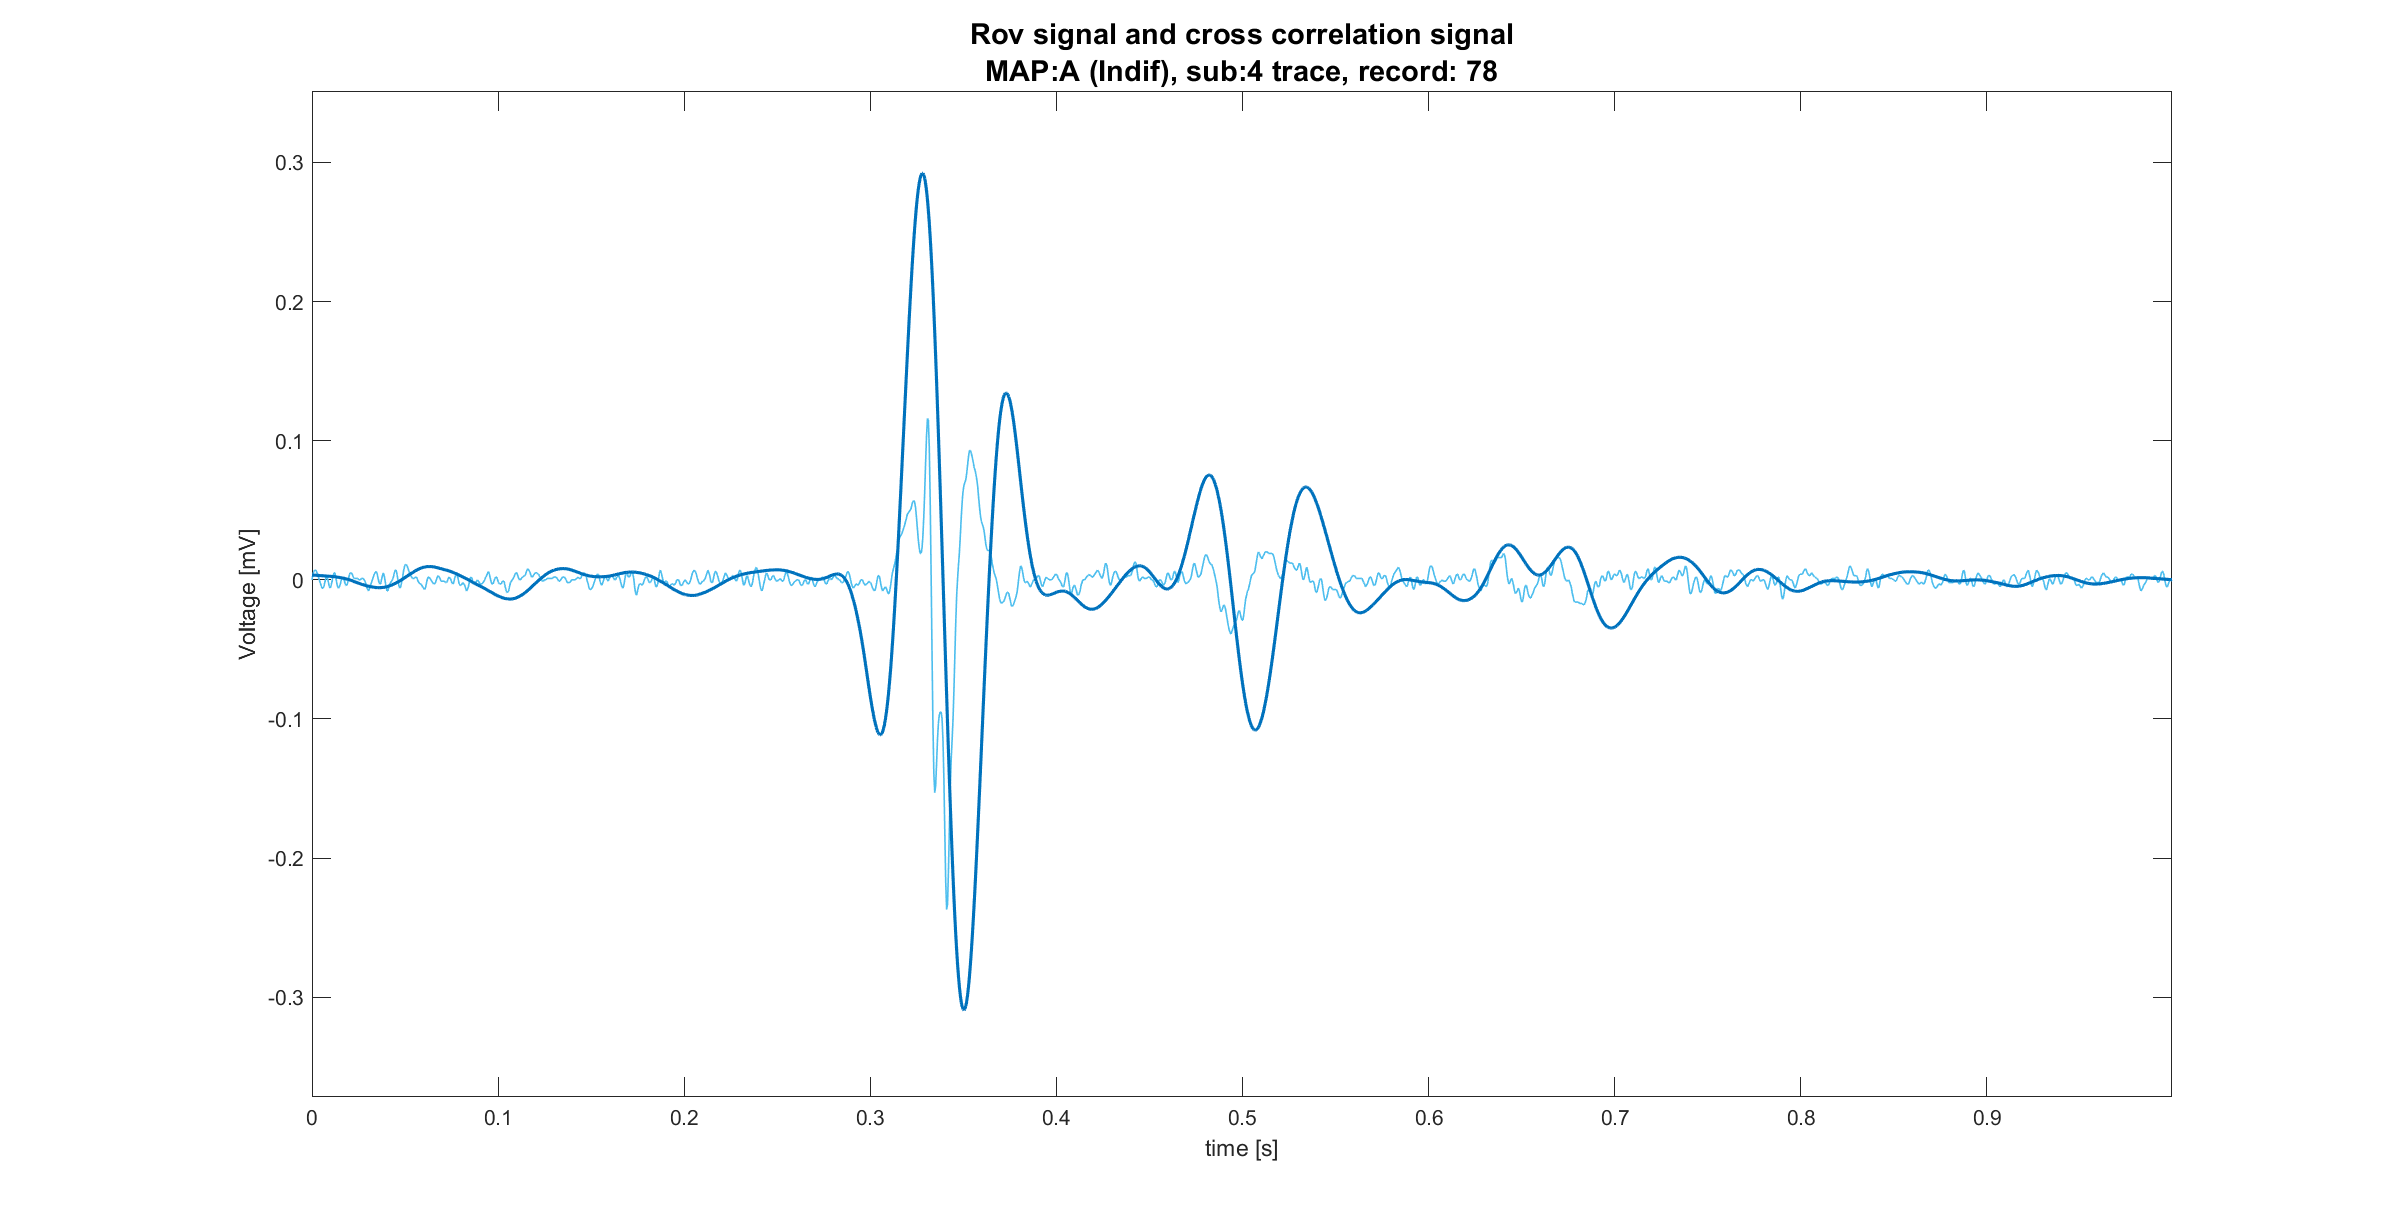 Rov signal and cross correlation signal
MAP:A (Indif), sub:4 trace, record: 78
0.3
0.2
0.1
0
-0.1
-0.2
-0.3
Voltage [mV]
0 0.1 0.2 0.3 0.4 0.5 0.6 0.7 0.8 0.9
time [s]